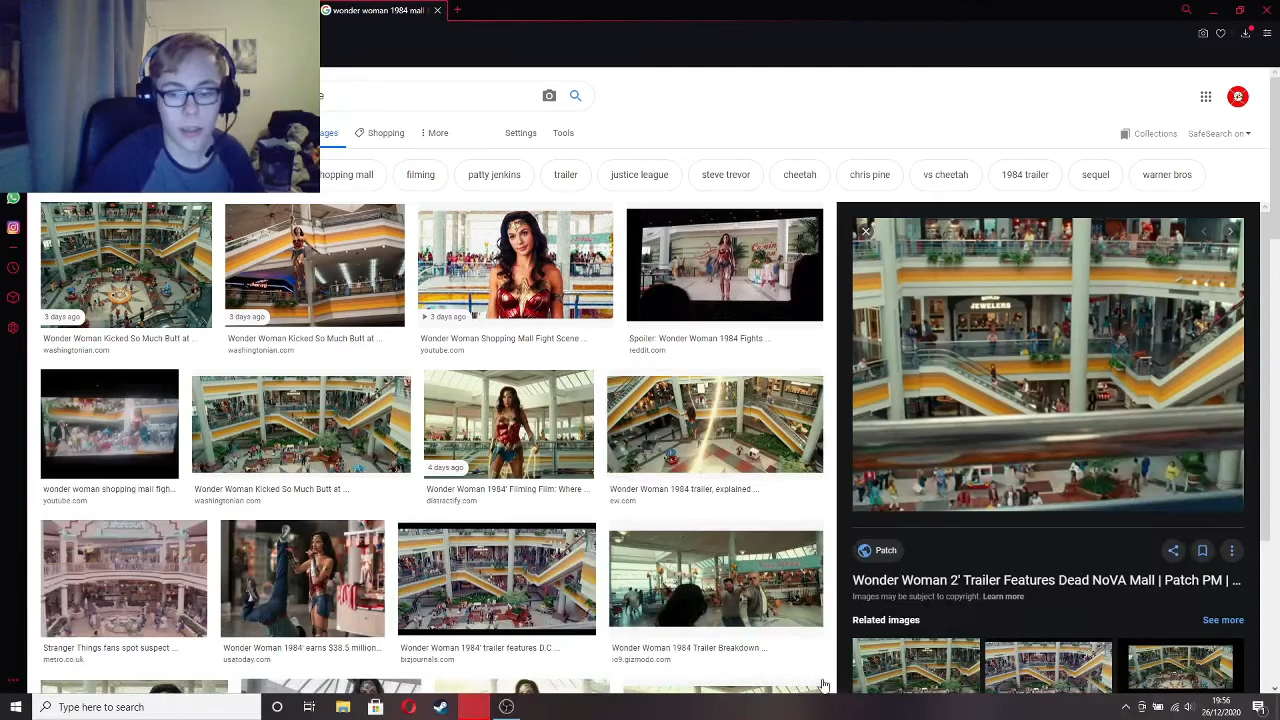 wonder woman 1984 mall
e
ages
Shopping
More
Settings
Tools
Collections
SafeSearch on
hopping mall
filming
patty jenkins
trailer
justice league
steve trevor
cheetah
chris pine
vs cheetah
1984 trailer
sequel
warner bros
3 days ago
3 days ago
3 days ago
Wonder Woman Kicked So Much Butt at ...
washingtonian.com
Wonder Woman Kicked So Much Butt at ...
washingtonian.com
Wonder Woman Shopping Mall Fight Scene ...
youtube.com
Spoiler: Wonder Woman 1984 Fights ...
reddit.com
JEWELERS
4 days ago
wonder woman shopping mall figh...
youtube.com
Wonder Woman Kicked So Much Butt at ...
washingtonian.com
Wonder Woman 1984' Filming Film: Where ...
distractify.com
Wonder Woman 1984 trailer, explained ...
ew.com
Patch
Wonder Woman 2' Trailer Features Dead NoVA Mall | Patch PM | ...
Images may be subject to copyright. Learn more
Related images
See more
Stranger Things fans spot suspect ...
metro.co.uk
Wonder Woman 1984' earns $38.5 million...
usatoday.com
Wonder Woman 1984' trailer features D.C ...
bizjournals.com
Wonder Woman 1984 Trailer Breakdown ...
io9.gizmodo.com
Type here to search
19:56
26/12/2020